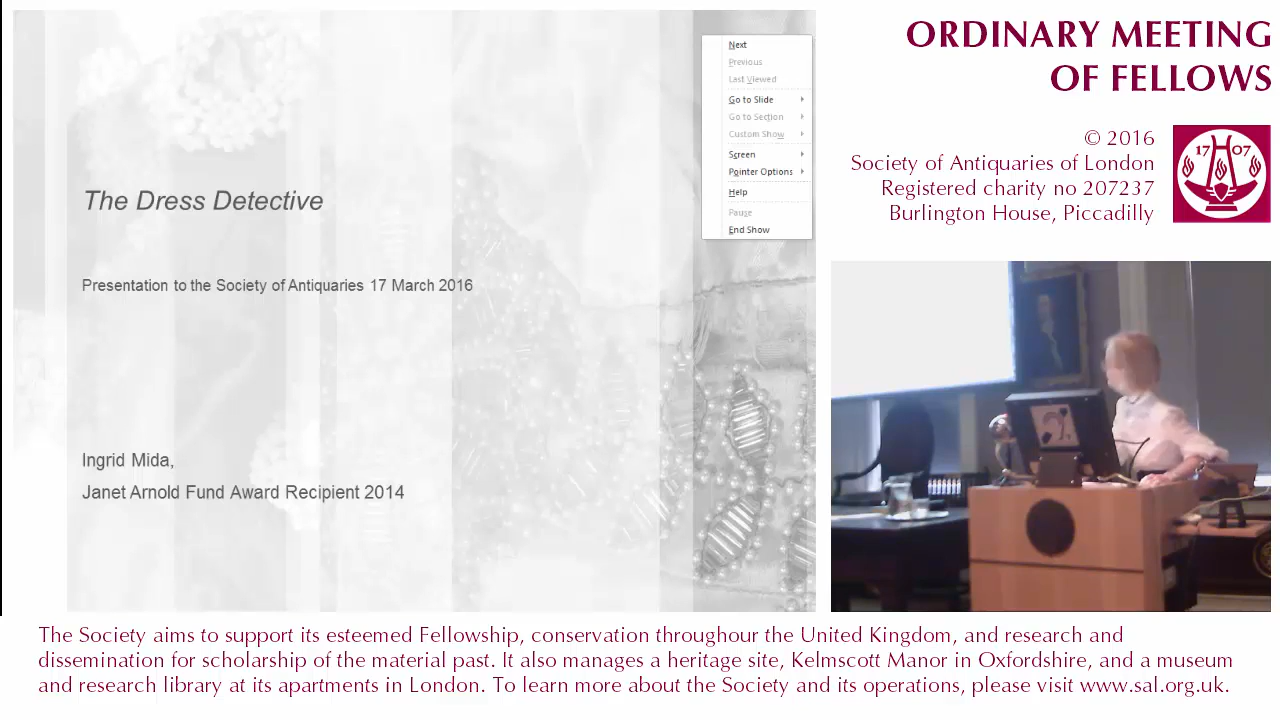 The Dress Detective
Presentation to the Society of Antiquaries 17 March 2016
Ingrid Mida,
Janet Arnold Fund Award Recipient 2014
Next
Previous
Last Viewed
Go to Slide
Go to Section
Custom Show
Screen
Pointer Options
Help
Pause
End Show
ORDINARY MEETING
OF FELLOWS
© 2016
Society of Antiquaries of London
Registered charity no 207237
Burlington House, Piccadilly
17 07
The Society aims to support its esteemed Fellowship, conservation throughour the United Kingdom, and research and
dissemination for scholarship of the material past. It also manages a heritage site, Kelmscott Manor in Oxfordshire, and a museum
and research library at its apartments in London. To learn more about the Society and its operations, please visit www.sal.org.uk.